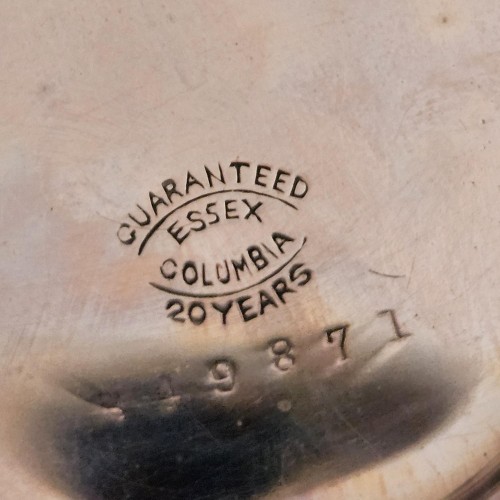 GUARANTEED
ESSEX
COLUMBIA
20 YEARS
9871